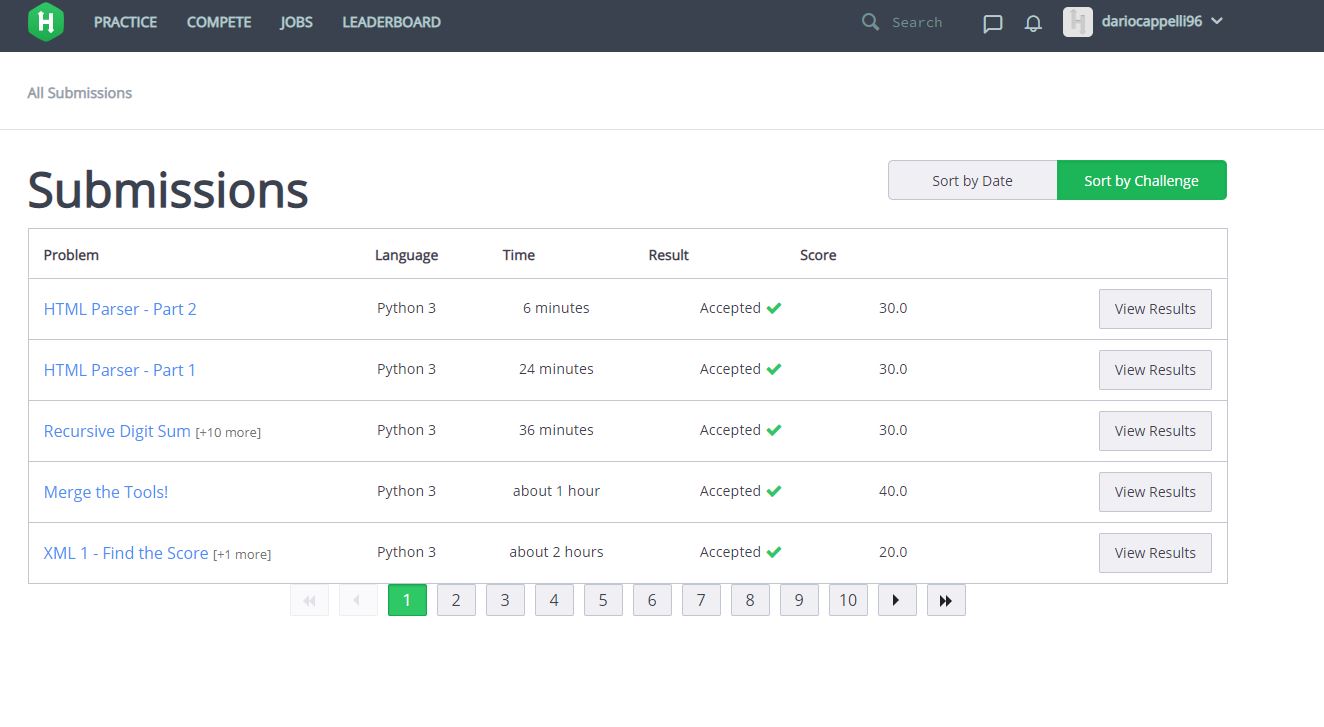 PRACTICE COMPETE JOBS LEADERBOARD Search dariocappelli96
All Submissions
Submissions Sort by Date Sort by Challenge
Problem Language Time Result Score
HTML Parser - Part 2 Python 3 6 minutes Accepted 30.0 View Results
HTML Parser - Part 1 Python 3 24 minutes Accepted 30.0 View Results
Recursive Digit Sum [+10 more] Python 3 36 minutes Accepted 30.0 View Results
Merge the Tools! Python 3 about 1 hour Accepted 40.0 View Results
XML 1 - Find the Score [+1 more] Python 3 about 2 hours Accepted 20.0 View Results
1 2 3 4 5 6 7 8 9 10